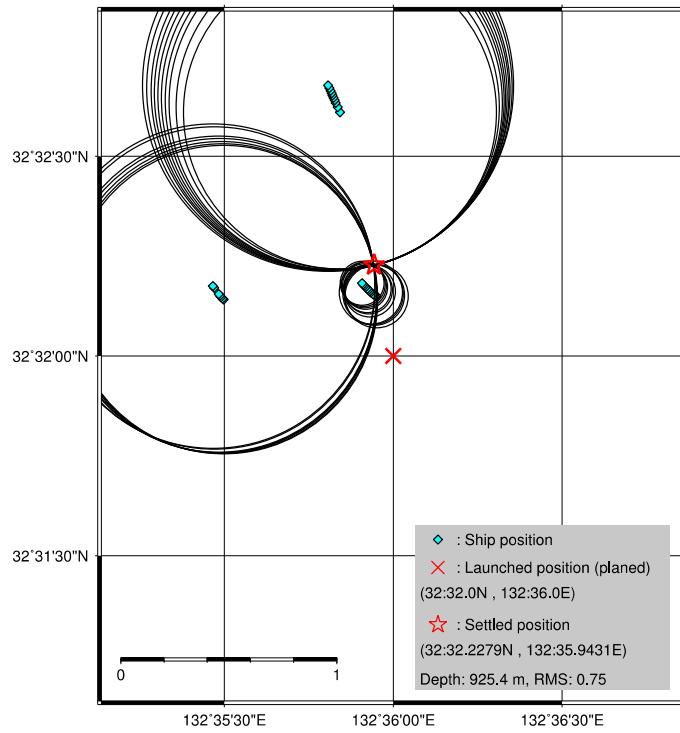 32˚32'30"N
32˚32'00"N
32˚31'30"N
: Ship position
: Launched position (planed)
(32:32.0N , 132:36.0E)
: Settled position
(32:32.2279N , 132:35.9431E)
Depth: 925.4 m, RMS: 0.75
0 1
132˚35'30"E 132˚36'00"E 132˚36'30"E